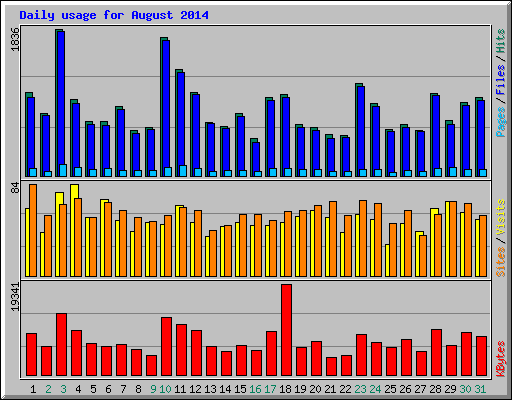 Daily usage for August 2014
1836
Pages / Files / Hits
84
Sites / Visits
19341
KBytes
1 2 3 4 5 6 7 8 9 10 11 12 13 14 15 16 17 18 19 20 21 22 23 24 25 26 27 28 29 30 31